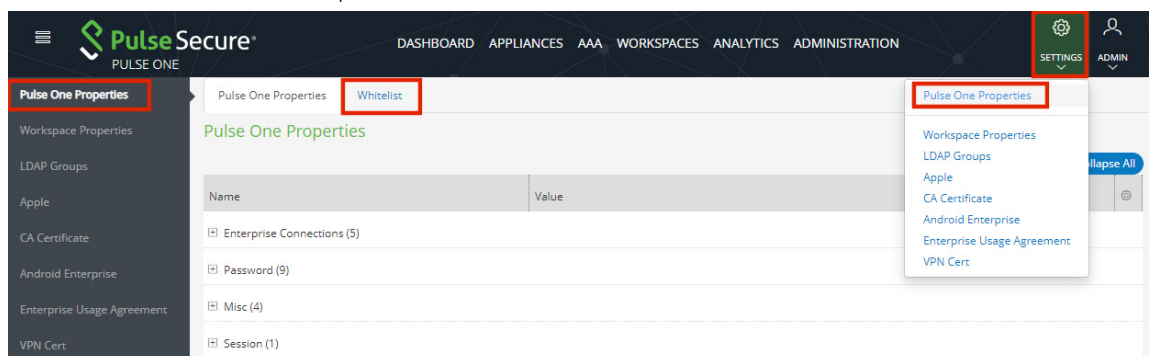 Pulse Secure®
PULSE ONE
DASHBOARD APPLIANCES AAA WORKSPACES ANALYTICS ADMINISTRATION
SETTINGS
ADMIN
Pulse One Properties
Workspace Properties
LDAP Groups
Apple
CA Certificate
Android Enterprise
Enterprise Usage Agreement
VPN Cert
Pulse One Properties Whitelist
Pulse One Properties
llapse All
Name Value
Enterprise Connections (5)
Password (9)
Misc (4)
Session (1)
Pulse One Properties
Workspace Properties
LDAP Groups
Apple
CA Certificate
Android Enterprise
Enterprise Usage Agreement
VPN Cert